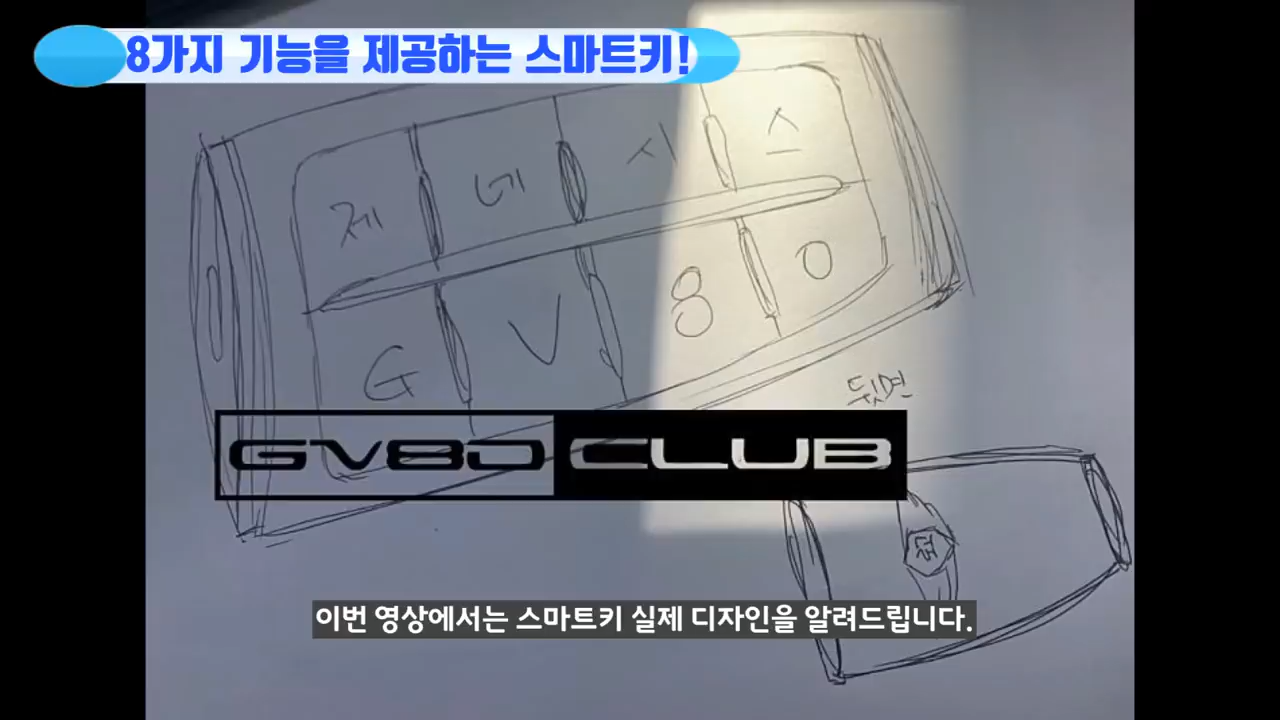 8가지 기능을 제공하는 스마트키!
제 네 시 스
G V 8 0
뒷면
GV80 CLUB
이번 영상에서는 스마트키 실제 디자인을 알려드립니다.